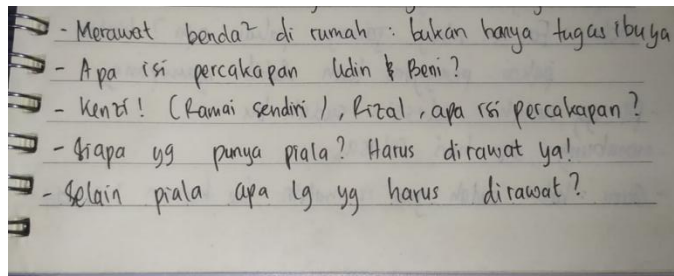 - Merawat benda² di rumah : bukan hanya tugas ibu ya
- Apa isi percakapan Udin & Beni?
- Kenzi! (Ramai sendiri), Rizal, apa isi percakapan?
- Siapa yg punya piala? Harus dirawat ya!
- Selain piala apa lg yg harus dirawat?